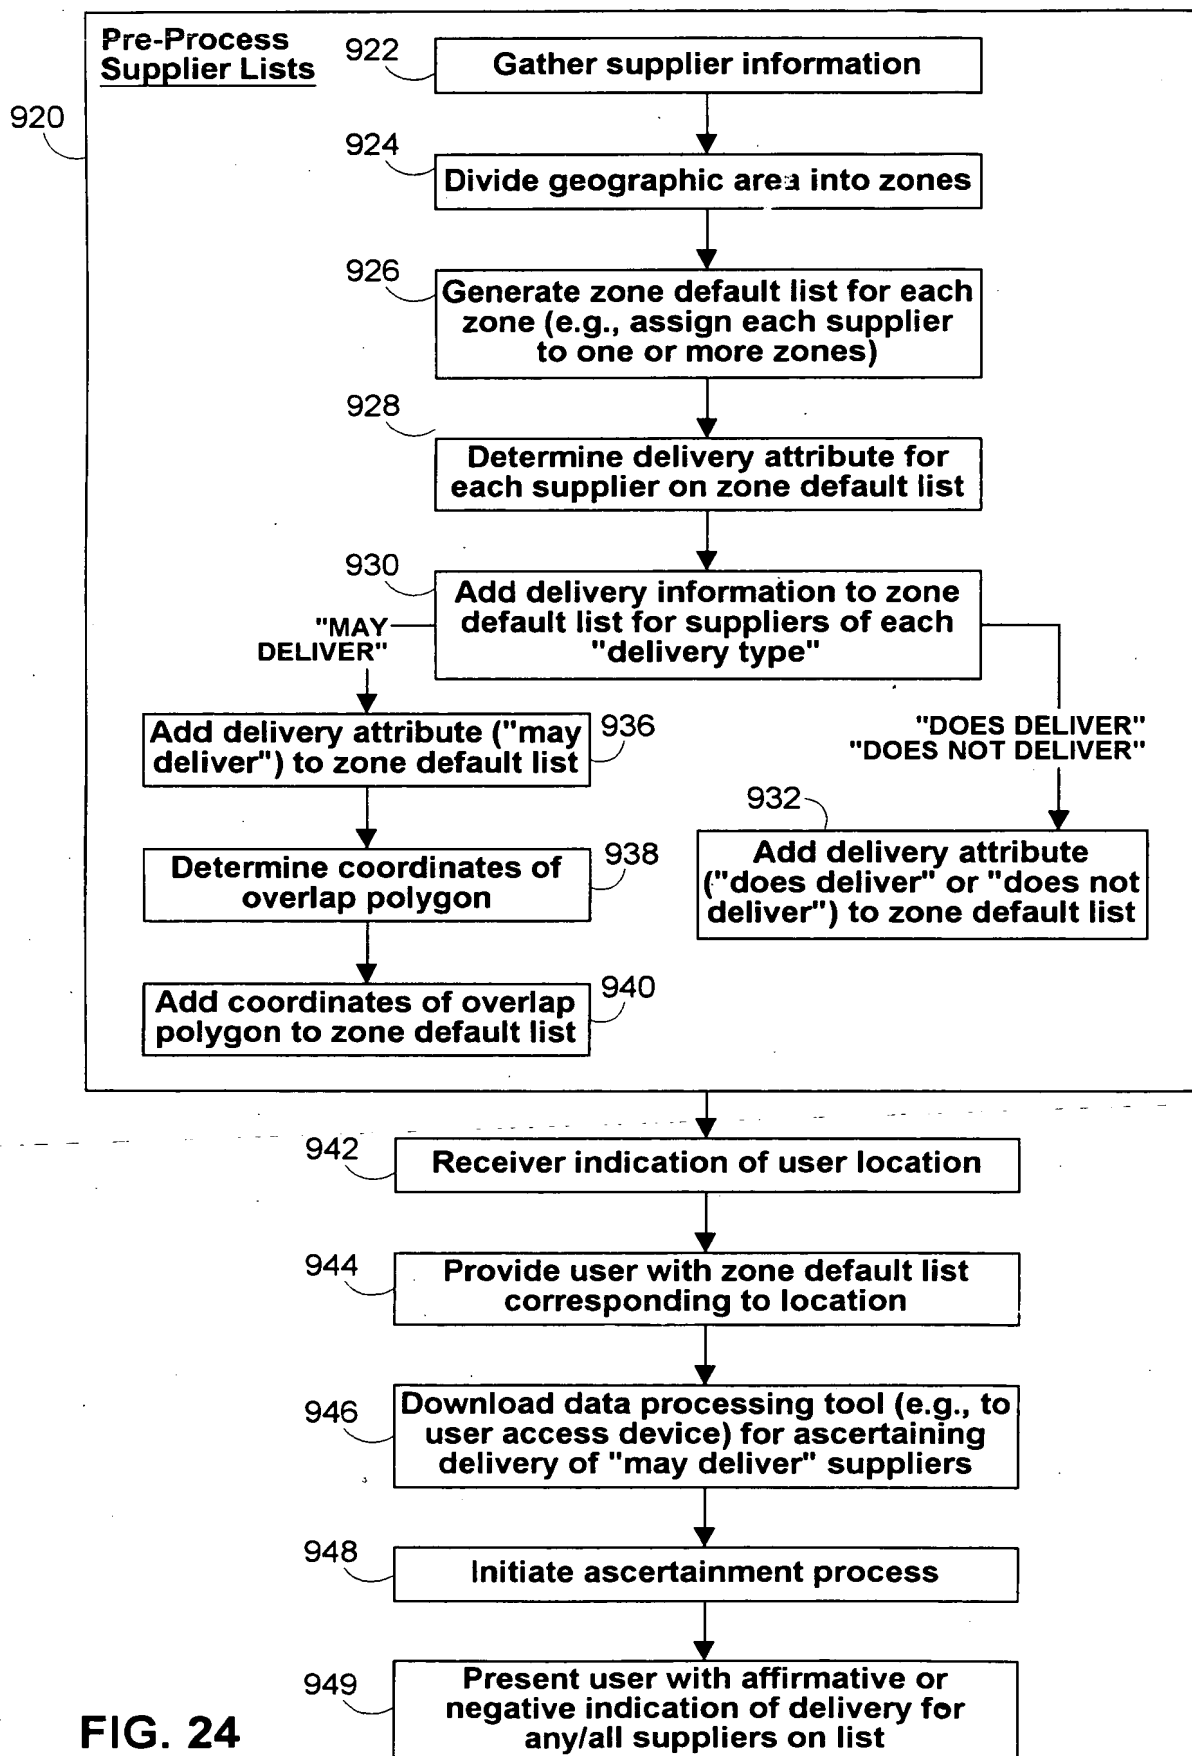 Pre-Process
Supplier Lists
920
922
Gather supplier information
924
Divide geographic area into zones
926
Generate zone default list for each
zone (e.g., assign each supplier
to one or more zones)
928
Determine delivery attribute for
each supplier on zone default list
930
Add delivery information to zone
default list for suppliers of each
"delivery type"
"MAY
DELIVER"
Add delivery attribute ("may
deliver") to zone default list
936
"DOES DELIVER"
"DOES NOT DELIVER"
932
Add delivery attribute
("does deliver" or "does not
deliver") to zone default list
Determine coordinates of
overlap polygon
938
Add coordinates of overlap
polygon to zone default list
940
942
Receiver indication of user location
944
Provide user with zone default list
corresponding to location
946
Download data processing tool (e.g., to
user access device) for ascertaining
delivery of "may deliver" suppliers
948
Initiate ascertainment process
949
Present user with affirmative or
negative indication of delivery for
any/all suppliers on list
FIG. 24